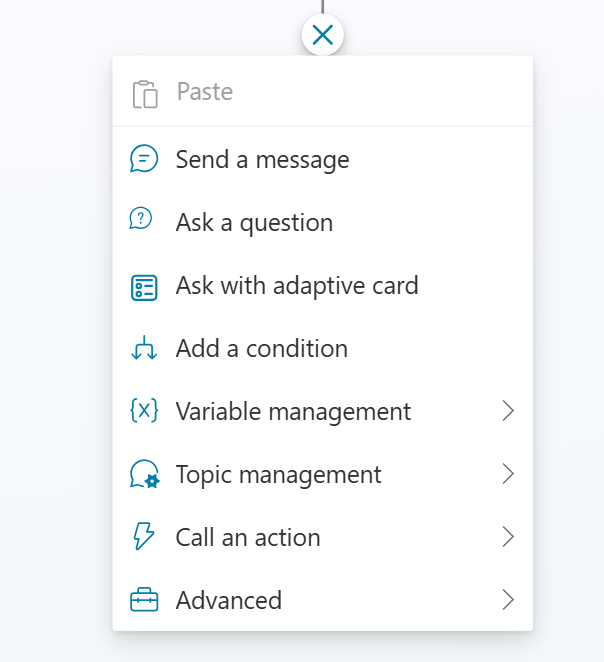 Paste
Send a message
Ask a question
Ask with adaptive card
Add a condition
Variable management
Topic management
Call an action
Advanced